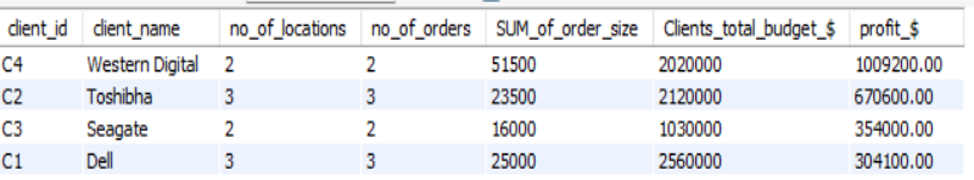 client_id client_name no_of_locations no_of_orders SUM_of_order_size Clients_total_budget_$ profit_$
C4 Western Digital 2 2 51500 2020000 1009200.00
C2 Toshibha 3 3 23500 2120000 670600.00
C3 Seagate 2 2 16000 1030000 354000.00
C1 Dell 3 3 25000 2560000 304100.00